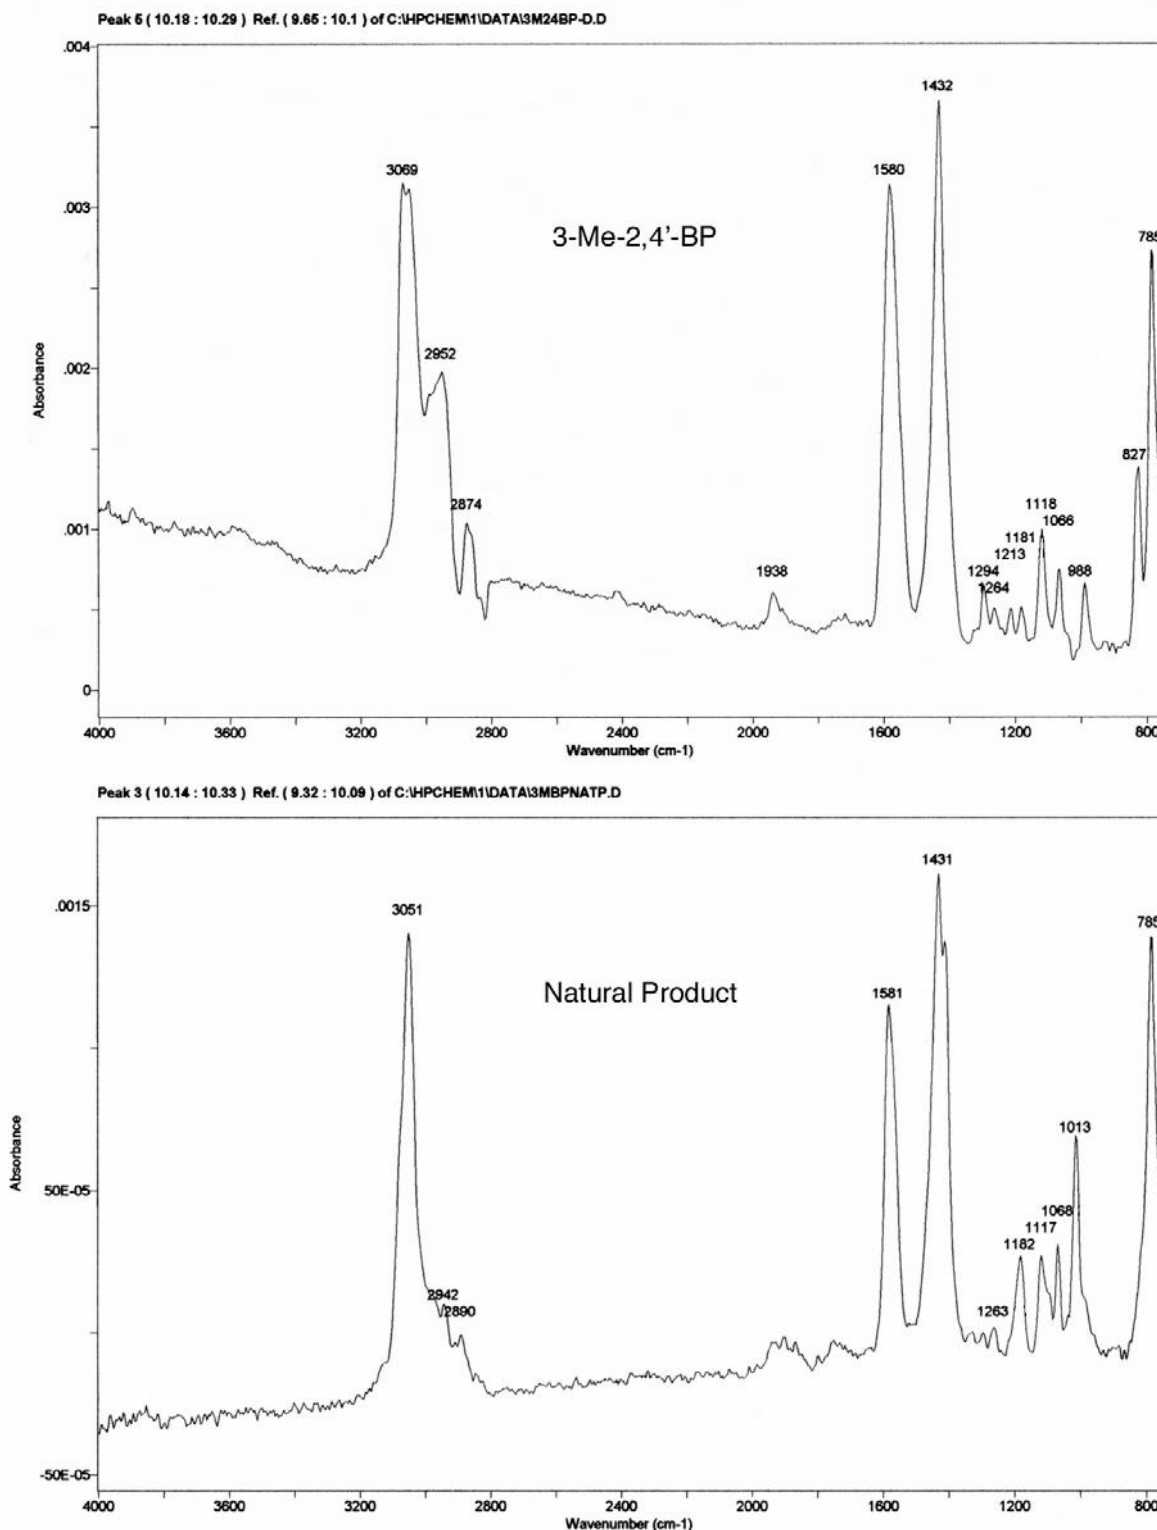 Peak 5 ( 10.18 : 10.29 ) Ref. ( 9.65 : 10.1 ) of C:\HPCHEM\1\DATA\3M24BP-D.D
.004
.003
.002
.001
0
Absorbance
3069
2952
2874
1938
1580
1432
1294
1264
1213
1181
1118
1066
988
827
785
3-Me-2,4'-BP
4000 3600 3200 2800 2400 2000 1600 1200 800
Wavenumber (cm-1)
Peak 3 ( 10.14 : 10.33 ) Ref. ( 9.32 : 10.09 ) of C:\HPCHEM\1\DATA\3MBPNATP.D
.0015
50E-05
-50E-05
Absorbance
3051
2942
2890
1581
1431
1263
1182
1117
1068
1013
785
Natural Product
4000 3600 3200 2800 2400 2000 1600 1200 800
Wavenumber (cm-1)